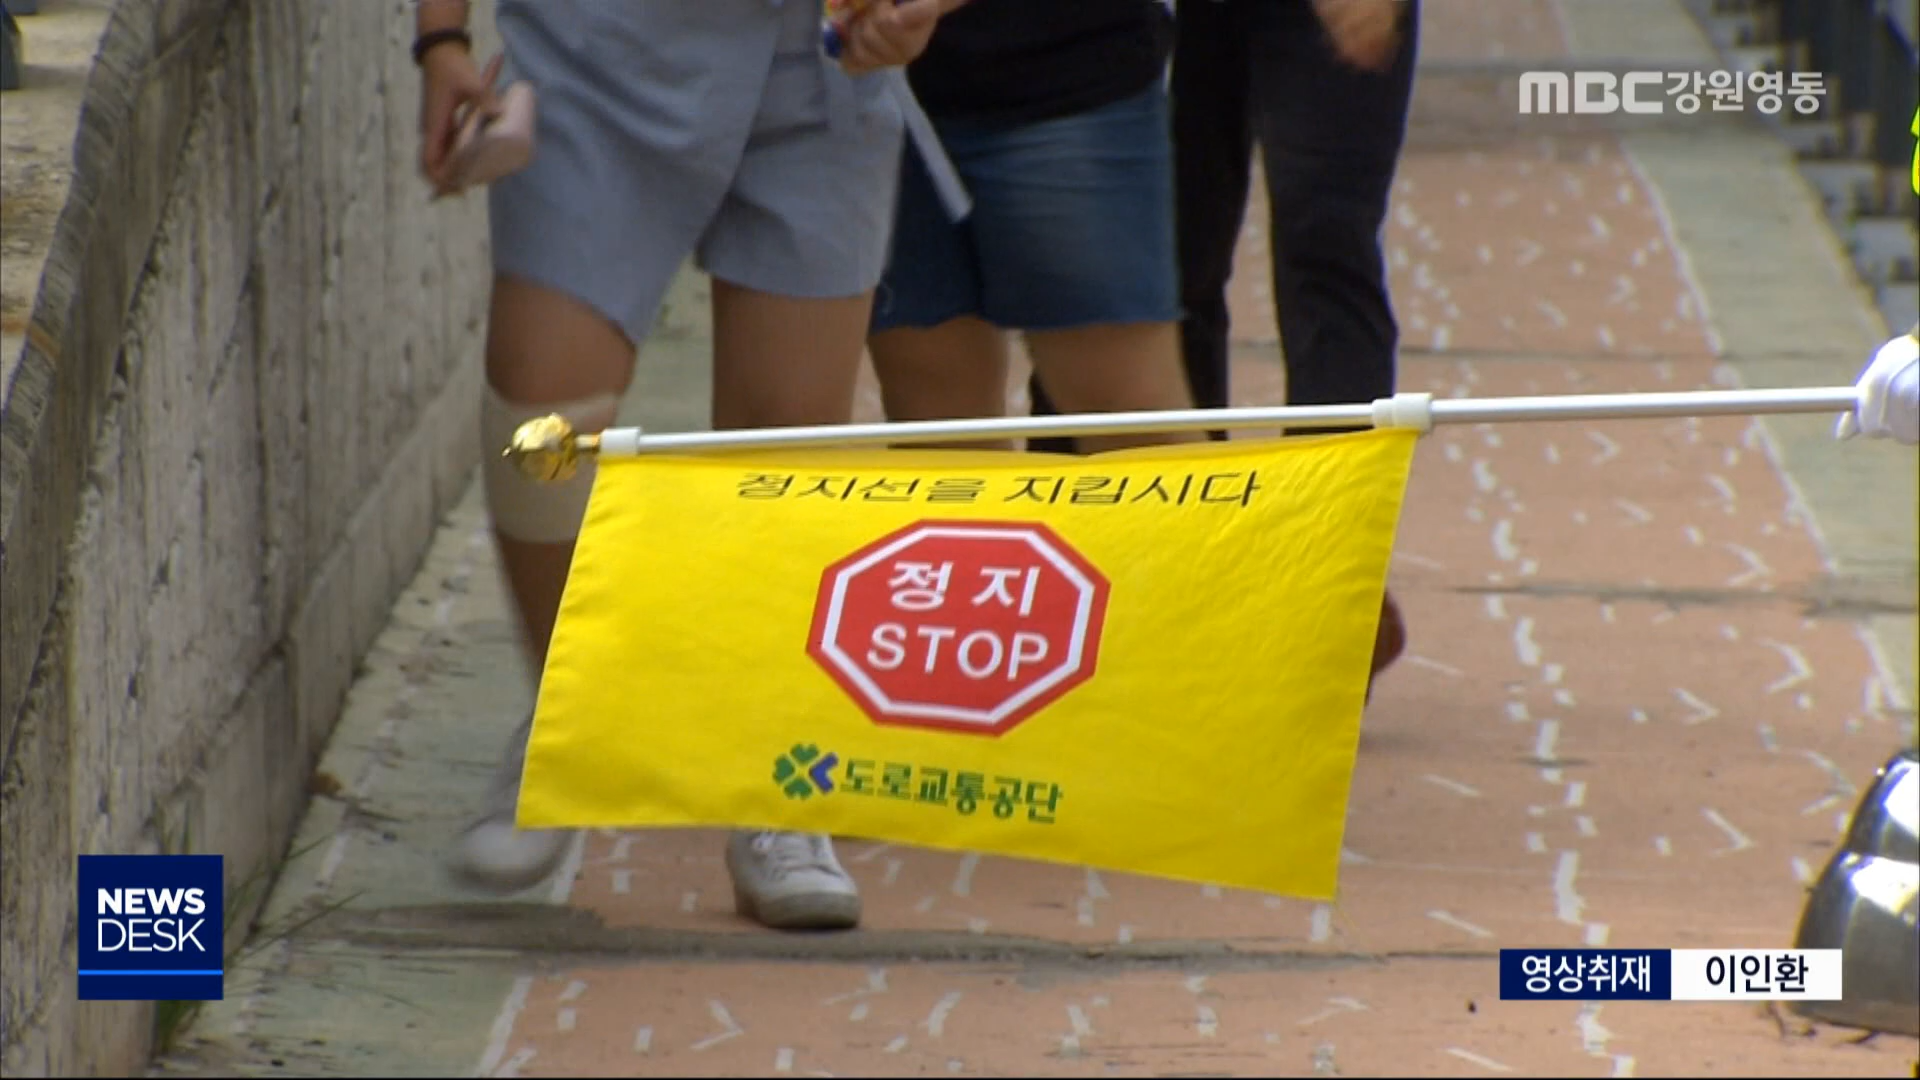 MBC강원영동
정지선을 지킵시다
정지
STOP
도로교통공단
NEWS
DESK
영상취재 이인환